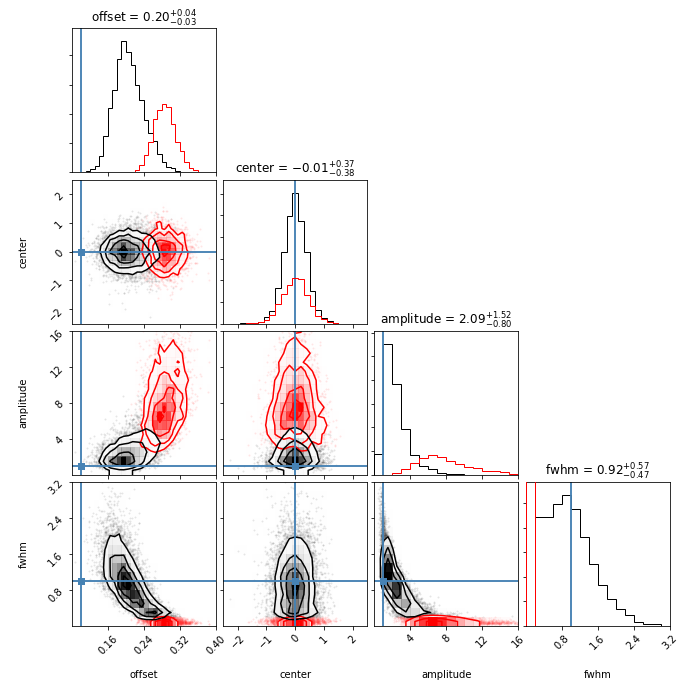 offset = 0.20+0.04−0.03
center = −0.01+0.37−0.38
2
1
0
−1
−2
center
amplitude = 2.09+1.52−0.80
16
12
8
4
amplitude
fwhm = 0.92+0.57−0.47
3.2
2.4
1.6
0.8
fwhm
0.16 0.24 0.32 0.40 −2 −1 0 1 2 4 8 12 16 0.8 1.6 2.4 3.2
offset center amplitude fwhm